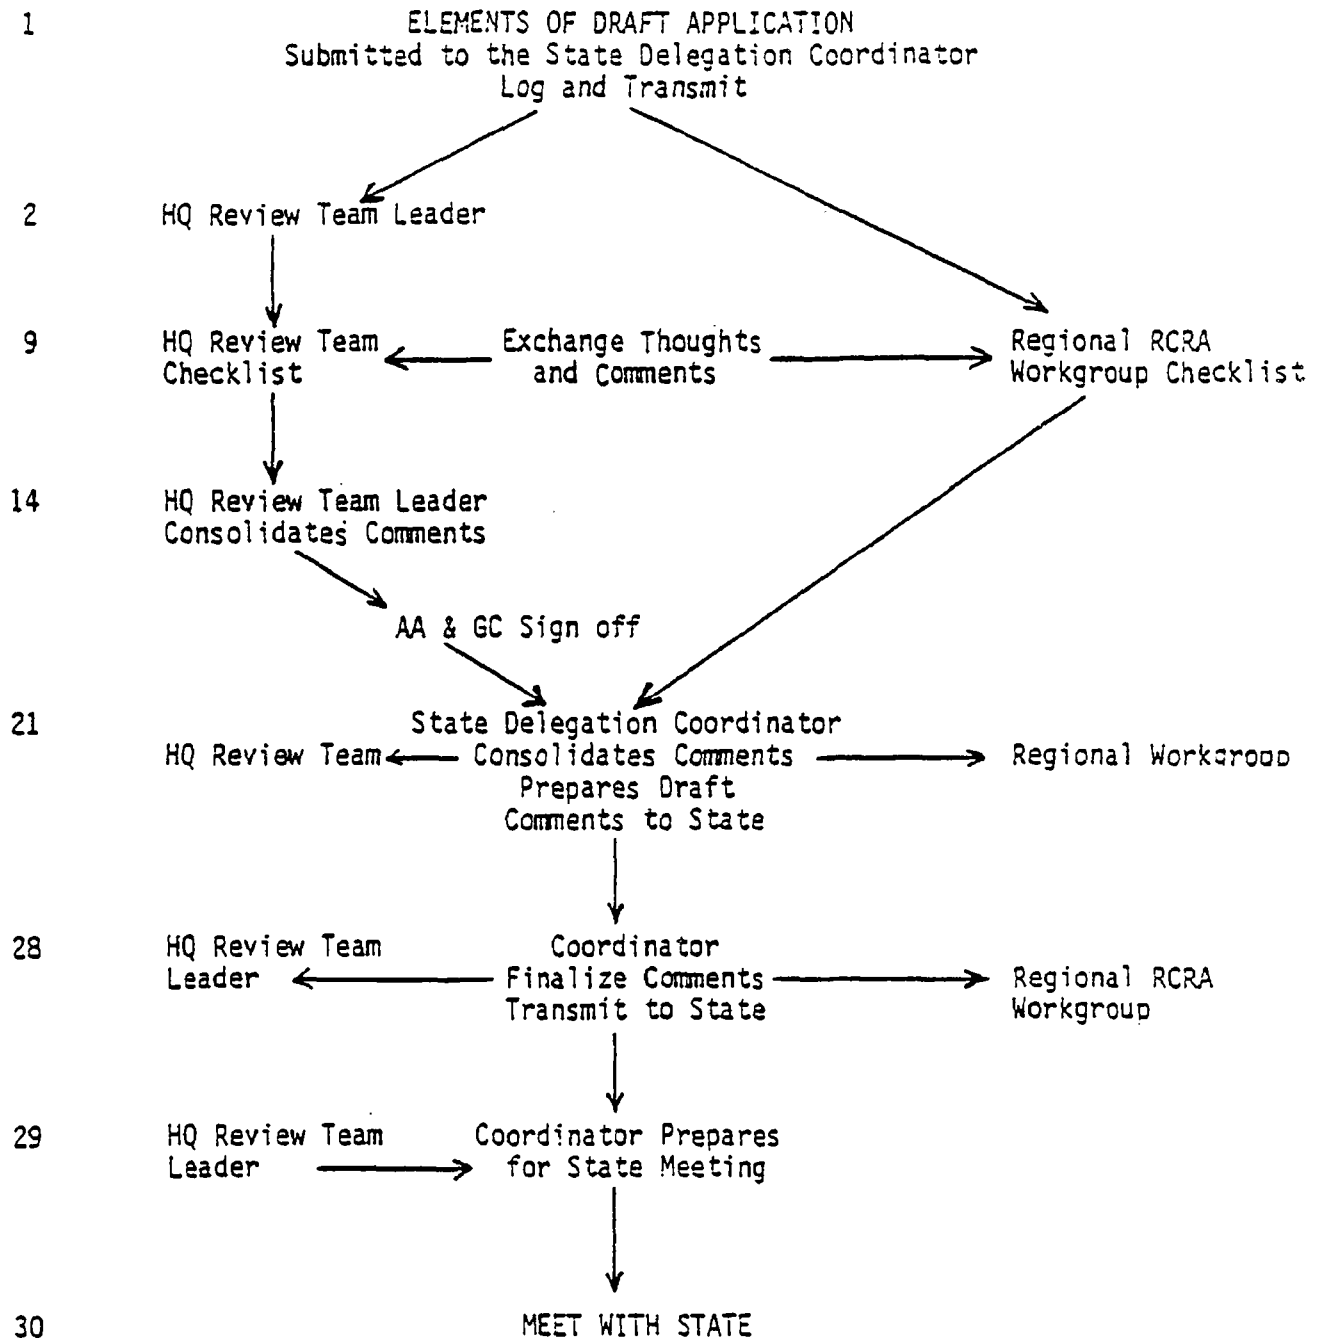 1
ELEMENTS OF DRAFT APPLICATION
Submitted to the State Delegation Coordinator
Log and Transmit
2
HQ Review Team Leader
9
HQ Review Team
Checklist
Exchange Thoughts
and Comments
Regional RCRA
Workgroup Checklist
14
HQ Review Team Leader
Consolidates Comments
AA & GC Sign off
21
State Delegation Coordinator
HQ Review Team
Consolidates Comments
Prepares Draft
Comments to State
Regional Workgroup
28
HQ Review Team
Leader
Coordinator
Finalize Comments
Transmit to State
Regional RCRA
Workgroup
29
HQ Review Team
Leader
Coordinator Prepares
for State Meeting
30
MEET WITH STATE